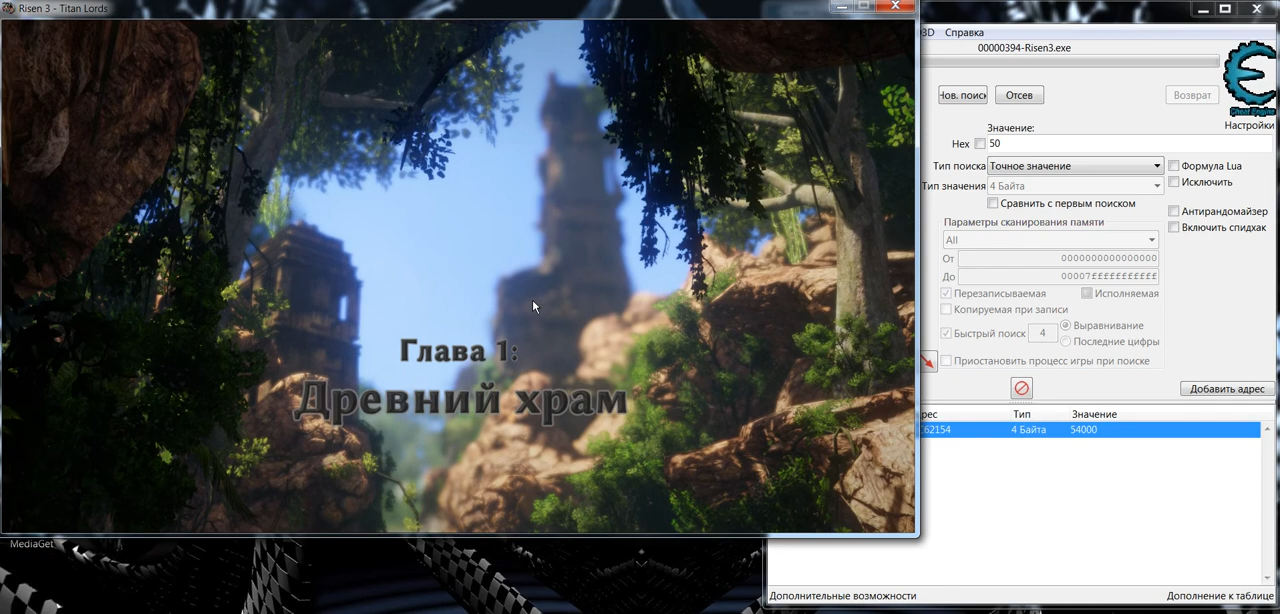 Risen 3 - Titan Lords
Глава 1:
Древний храм
MediaGet
3D Справка
00000394-Risen3.exe
Нов. поиск Отсев Возврат
Cheat Engine
Настройки
Значение:
Hex 50
Тип поиска Точное значение Формула Lua
Тип значения 4 Байта Исключить
Сравнить с первым поиском
Параметры сканирования памяти Антирандомайзер
All Включить спидхак
От 0000000000000000
До 00007fffffffffff
Перезаписываемая Исполняемая
Копируемая при записи
Быстрый поиск 4 Выравнивание
Последние цифры
Приостановить процесс игры при поиске
Добавить адрес
рес Тип Значение
62154 4 Байта 54000
Дополнительные возможности Дополнение к таблице